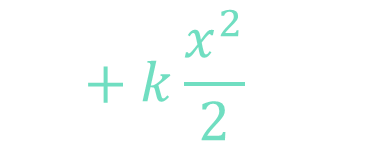 + k x²/2